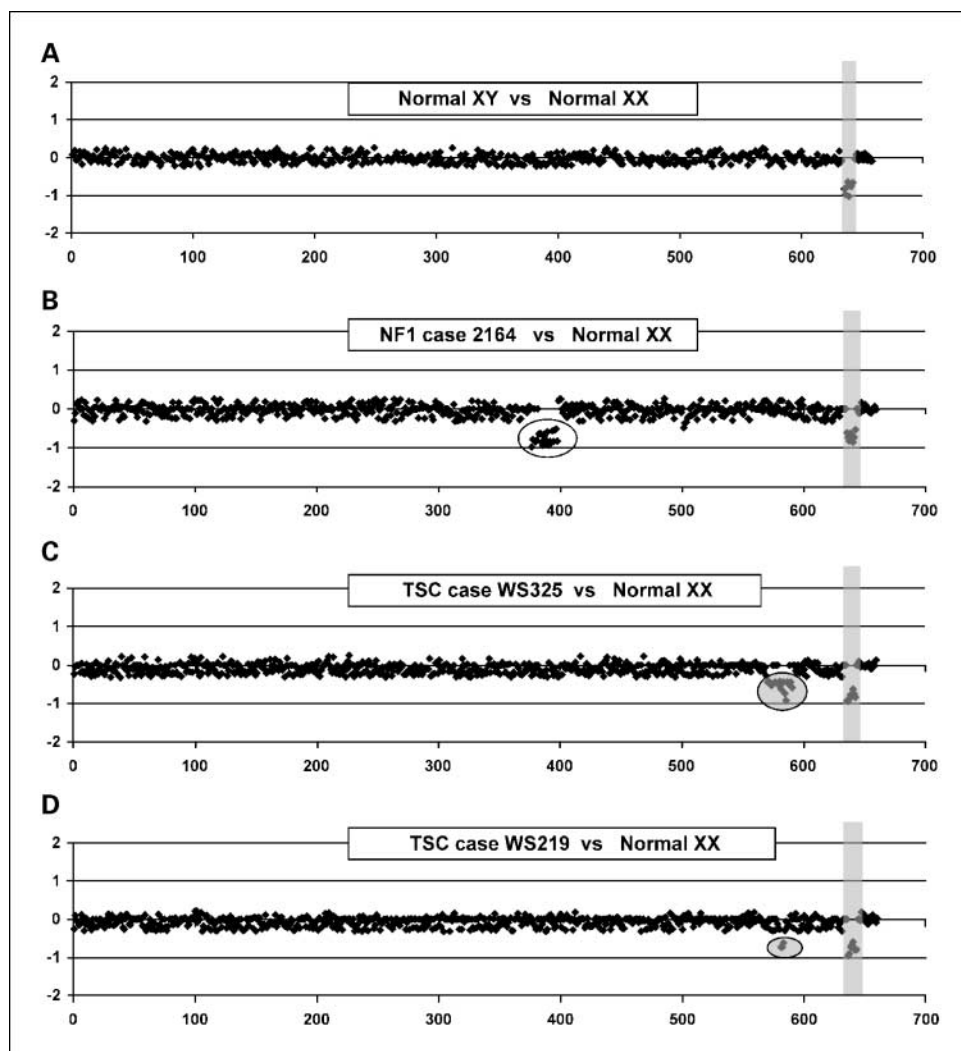 A
Normal XY vs Normal XX
2
1
0
-1
-2
0 100 200 300 400 500 600 700
B
NF1 case 2164 vs Normal XX
2
1
0
-1
-2
0 100 200 300 400 500 600 700
C
TSC case WS325 vs Normal XX
2
1
0
-1
-2
0 100 200 300 400 500 600 700
D
TSC case WS219 vs Normal XX
2
1
0
-1
-2
0 100 200 300 400 500 600 700